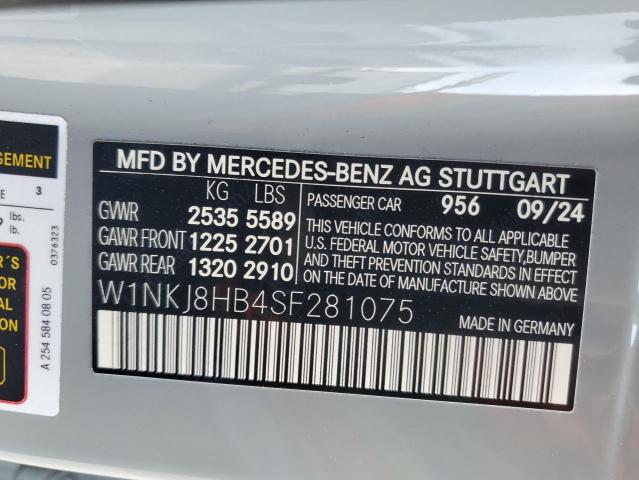 GEMENT
E 3
9 lbs.
lb.
0376323
'S
ION
A 254 584 08 05
MFD BY MERCEDES-BENZ AG STUTTGART
KG LBS
GVWR 2535 5589
GAWR FRONT 1225 2701
GAWR REAR 1320 2910
PASSENGER CAR 956 09/24
THIS VEHICLE CONFORMS TO ALL APPLICABLE
U.S. FEDERAL MOTOR VEHICLE SAFETY,BUMPER
AND THEFT PREVENTION STANDARDS IN EFFECT
ON THE DATE OF MANUFACTURE SHOWN ABOVE
W1NKJ8HB4SF281075
MADE IN GERMANY